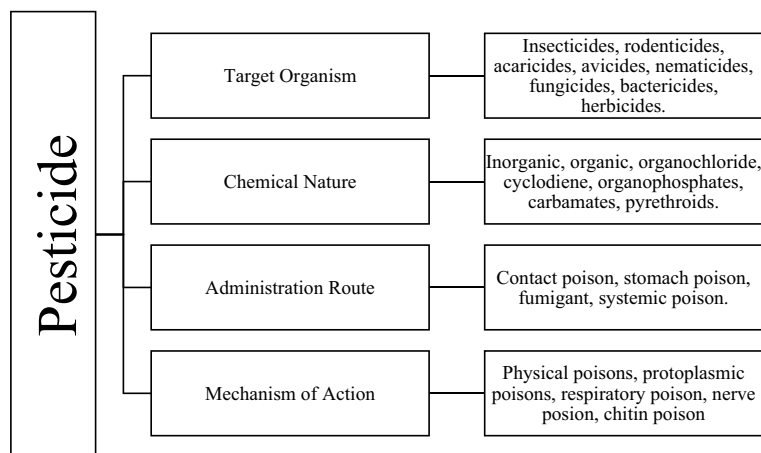 Pesticide
Target Organism
Insecticides, rodenticides,
acaricides, avicides, nematicides,
fungicides, bactericides,
herbicides.
Chemical Nature
Inorganic, organic, organochloride,
cyclodiene, organophosphates,
carbamates, pyrethroids.
Administration Route
Contact poison, stomach poison,
fumigant, systemic poison.
Mechanism of Action
Physical poisons, protoplasmic
poisons, respiratory poison, nerve
posion, chitin poison